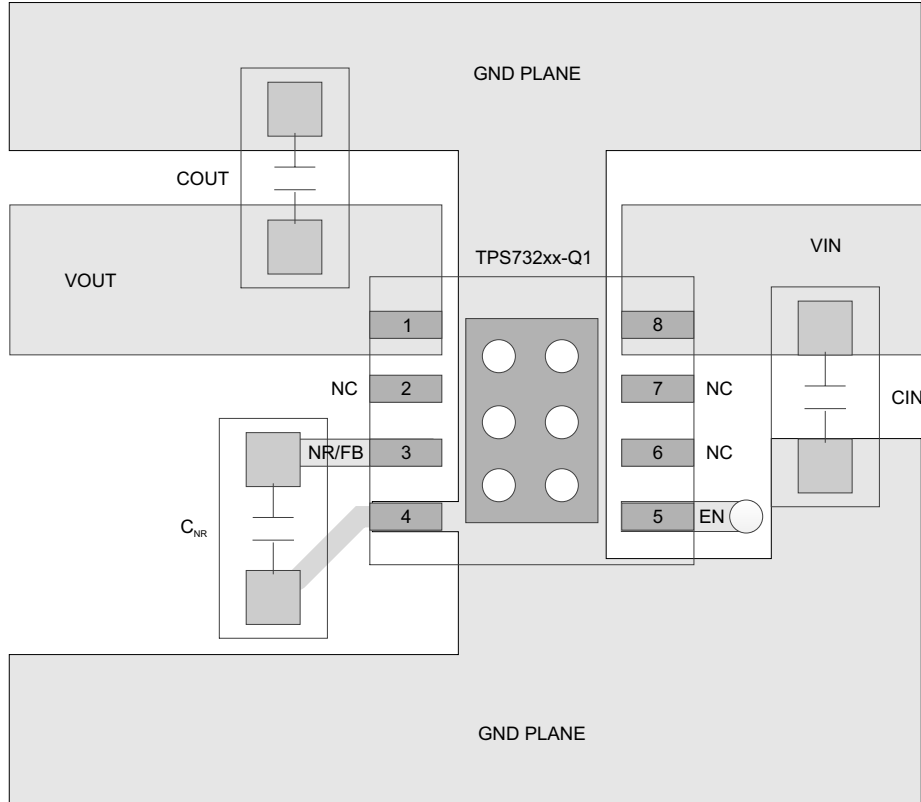 GND PLANE
COUT
TPS732xx-Q1
VIN
VOUT
1
8
NC
2
7
NC
CIN
NR/FB
3
6
NC
4
5
EN
CNR
GND PLANE